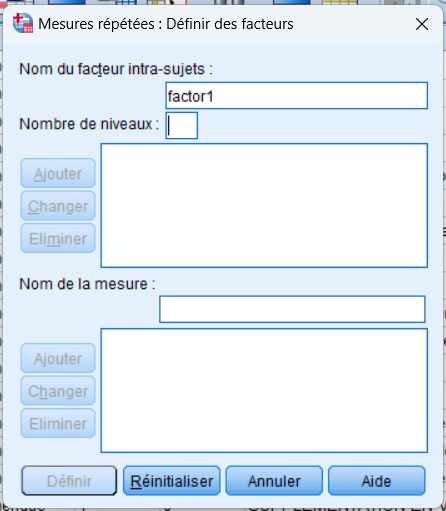 Mesures répétées : Définir des facteurs
Nom du facteur intra-sujets :
factor1
Nombre de niveaux :
Ajouter
Changer
Eliminer
Nom de la mesure :
Ajouter
Changer
Eliminer
Définir
Réinitialiser
Annuler
Aide